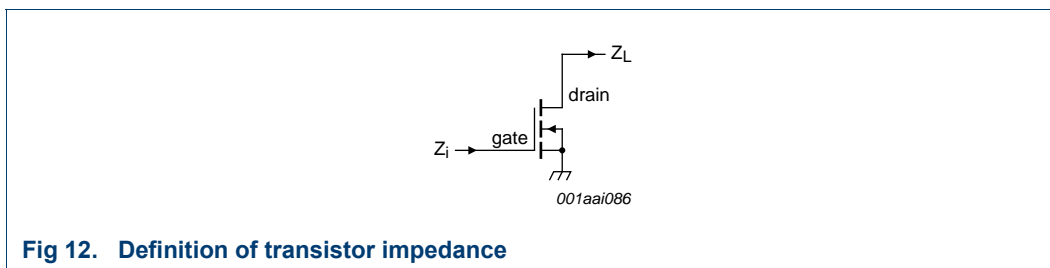 Z_L
drain
gate
Z_i
001aai086
Fig 12. Definition of transistor impedance